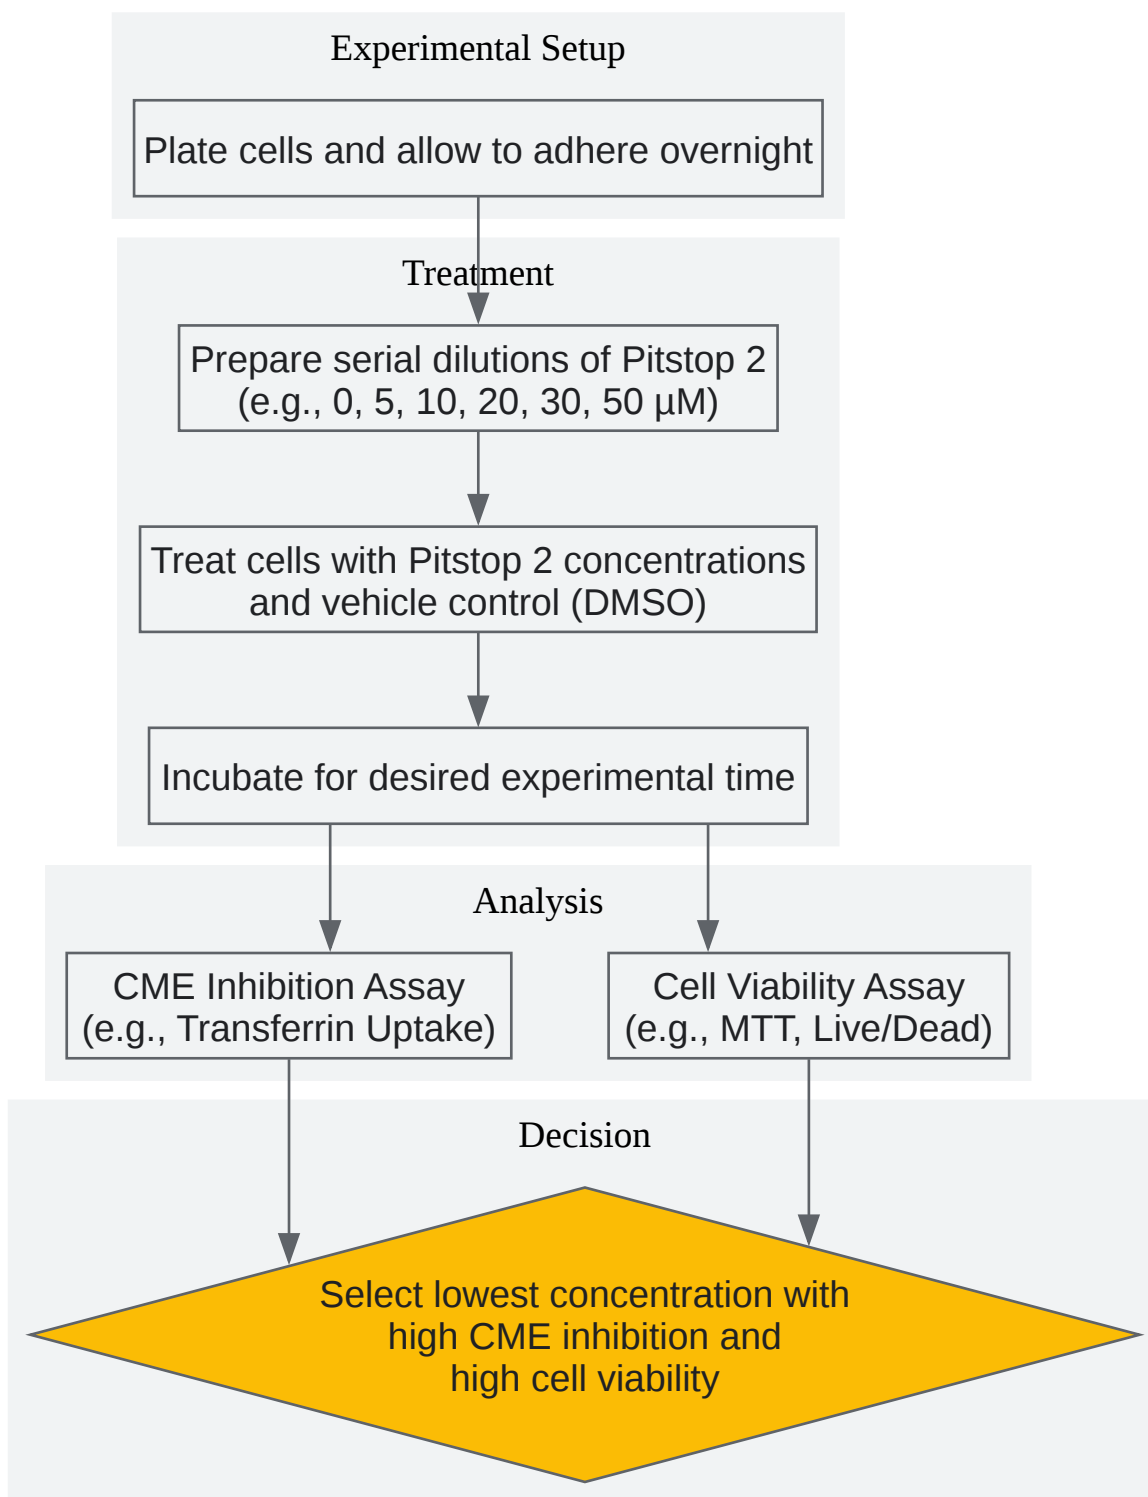 Experimental Setup
Plate cells and allow to adhere overnight
Treatment
Prepare serial dilutions of Pitstop 2
(e.g., 0, 5, 10, 20, 30, 50 µM)
Treat cells with Pitstop 2 concentrations
and vehicle control (DMSO)
Incubate for desired experimental time
Analysis
CME Inhibition Assay
(e.g., Transferrin Uptake)
Cell Viability Assay
(e.g., MTT, Live/Dead)
Decision
Select lowest concentration with
high CME inhibition and
high cell viability